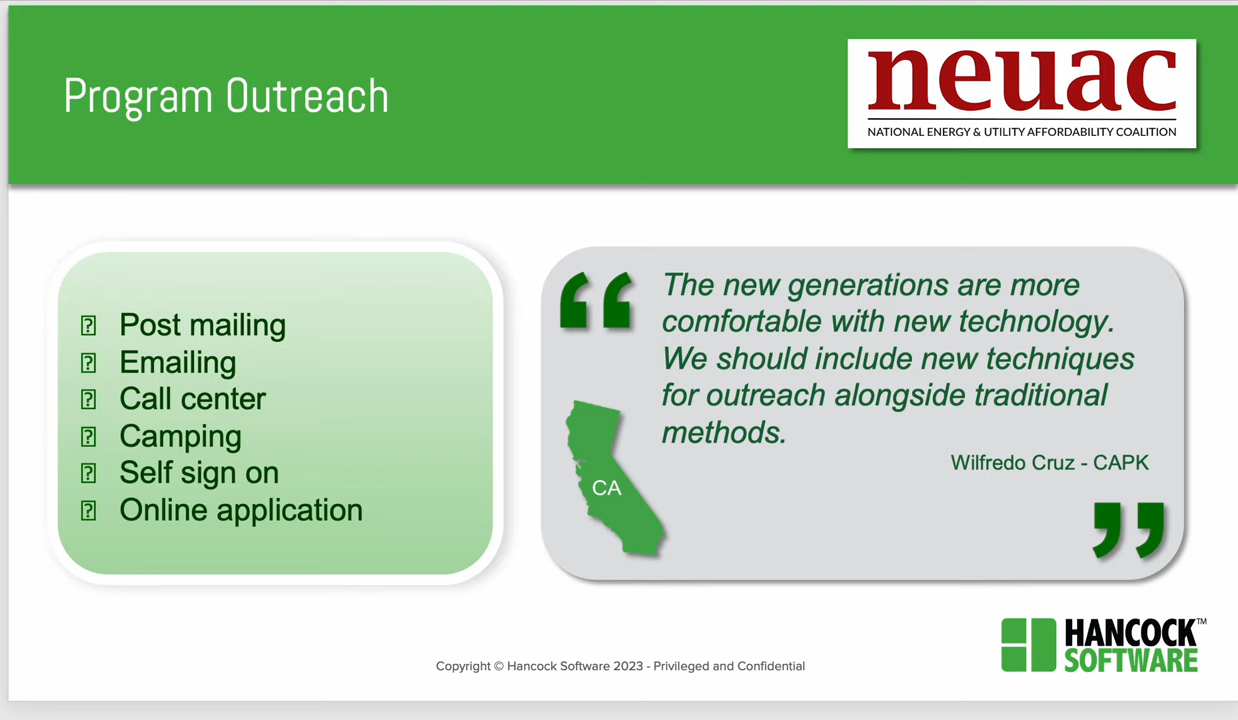 Program Outreach
neuac
NATIONAL ENERGY & UTILITY AFFORDABILITY COALITION
Post mailing
Emailing
Call center
Camping
Self sign on
Online application
“
The new generations are more
comfortable with new technology.
We should include new techniques
for outreach alongside traditional
methods.
Wilfredo Cruz - CAPK
CA
”
HANCOCK™
SOFTWARE
Copyright © Hancock Software 2023 - Privileged and Confidential